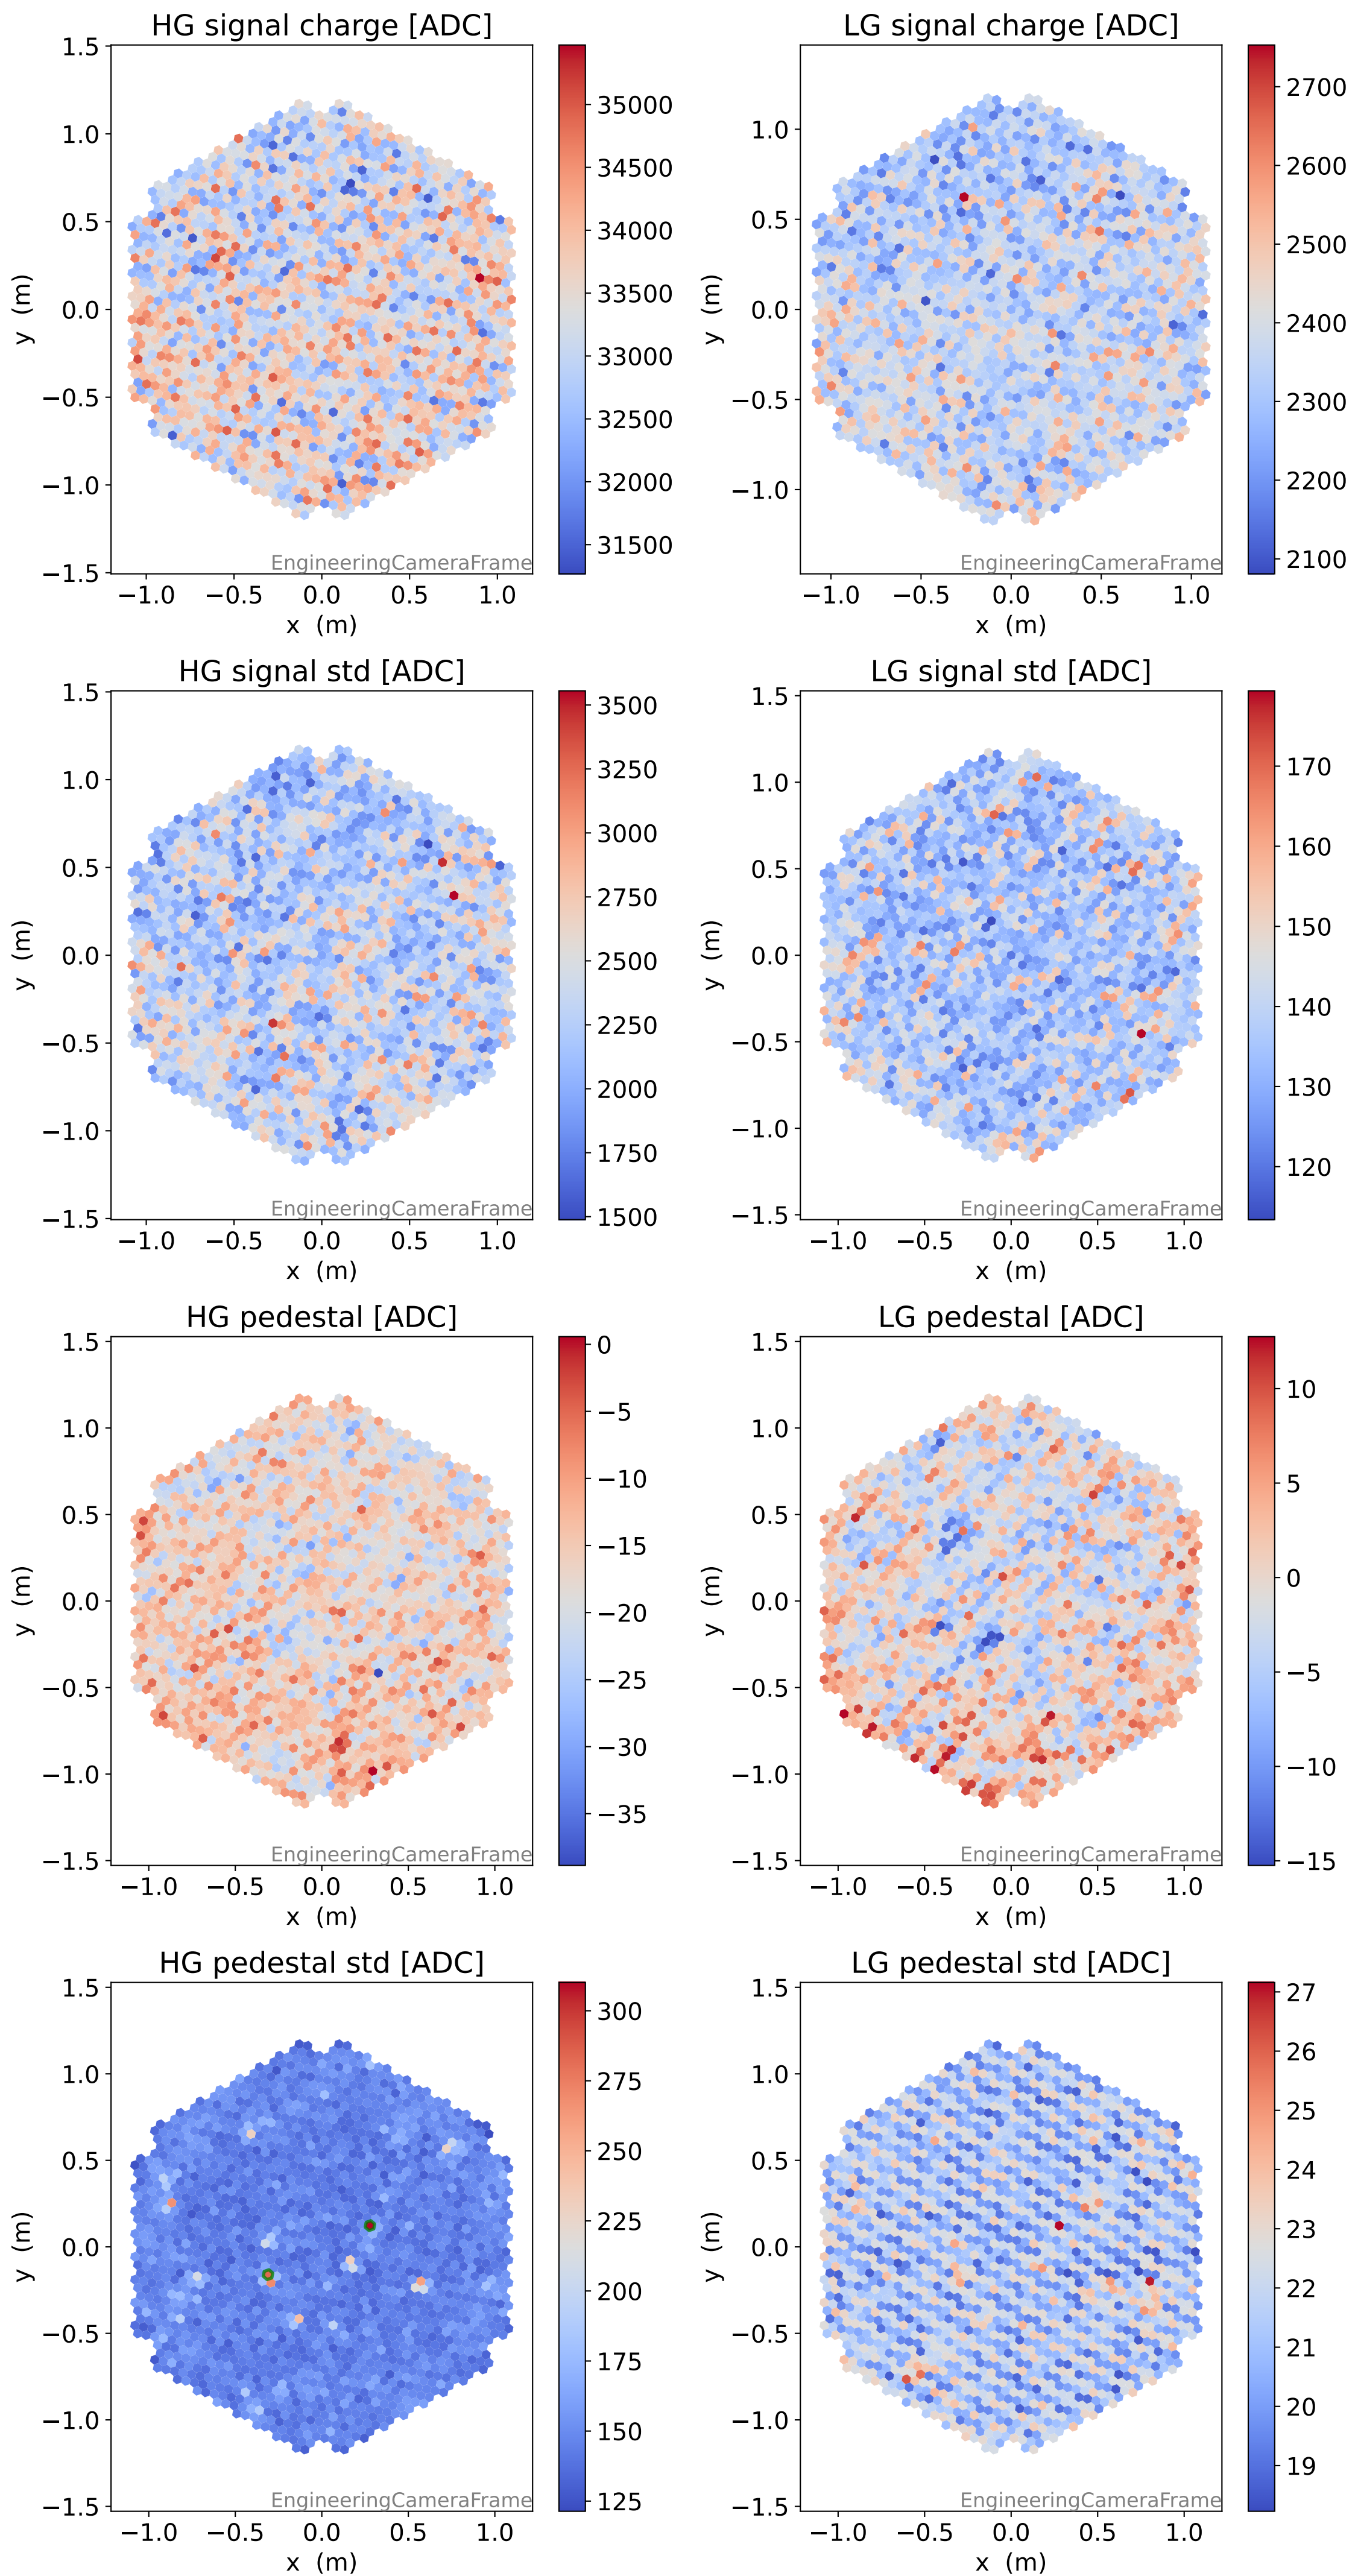 HG signal charge [ADC]
1.5
1.0
0.5
0.0
−0.5
−1.0
−1.5
y (m)
EngineeringCameraFrame
−1.0 −0.5 0.0 0.5 1.0
x (m)
35000
34500
34000
33500
33000
32500
32000
31500
LG signal charge [ADC]
1.0
0.5
0.0
−0.5
−1.0
y (m)
EngineeringCameraFrame
−1.0 −0.5 0.0 0.5 1.0
x (m)
2700
2600
2500
2400
2300
2200
2100
HG signal std [ADC]
1.5
1.0
0.5
0.0
−0.5
−1.0
−1.5
y (m)
EngineeringCameraFrame
−1.0 −0.5 0.0 0.5 1.0
x (m)
3500
3250
3000
2750
2500
2250
2000
1750
1500
LG signal std [ADC]
1.5
1.0
0.5
0.0
−0.5
−1.0
−1.5
y (m)
EngineeringCameraFrame
−1.0 −0.5 0.0 0.5 1.0
x (m)
170
160
150
140
130
120
HG pedestal [ADC]
1.5
1.0
0.5
0.0
−0.5
−1.0
−1.5
y (m)
EngineeringCameraFrame
−1.0 −0.5 0.0 0.5 1.0
x (m)
0
−5
−10
−15
−20
−25
−30
−35
LG pedestal [ADC]
1.5
1.0
0.5
0.0
−0.5
−1.0
−1.5
y (m)
EngineeringCameraFrame
−1.0 −0.5 0.0 0.5 1.0
x (m)
10
5
0
−5
−10
−15
HG pedestal std [ADC]
1.5
1.0
0.5
0.0
−0.5
−1.0
−1.5
y (m)
EngineeringCameraFrame
−1.0 −0.5 0.0 0.5 1.0
x (m)
300
275
250
225
200
175
150
125
LG pedestal std [ADC]
1.5
1.0
0.5
0.0
−0.5
−1.0
−1.5
y (m)
EngineeringCameraFrame
−1.0 −0.5 0.0 0.5 1.0
x (m)
27
26
25
24
23
22
21
20
19